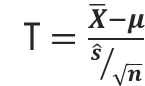 T = (X̄ − μ) / (ŝ / √n)